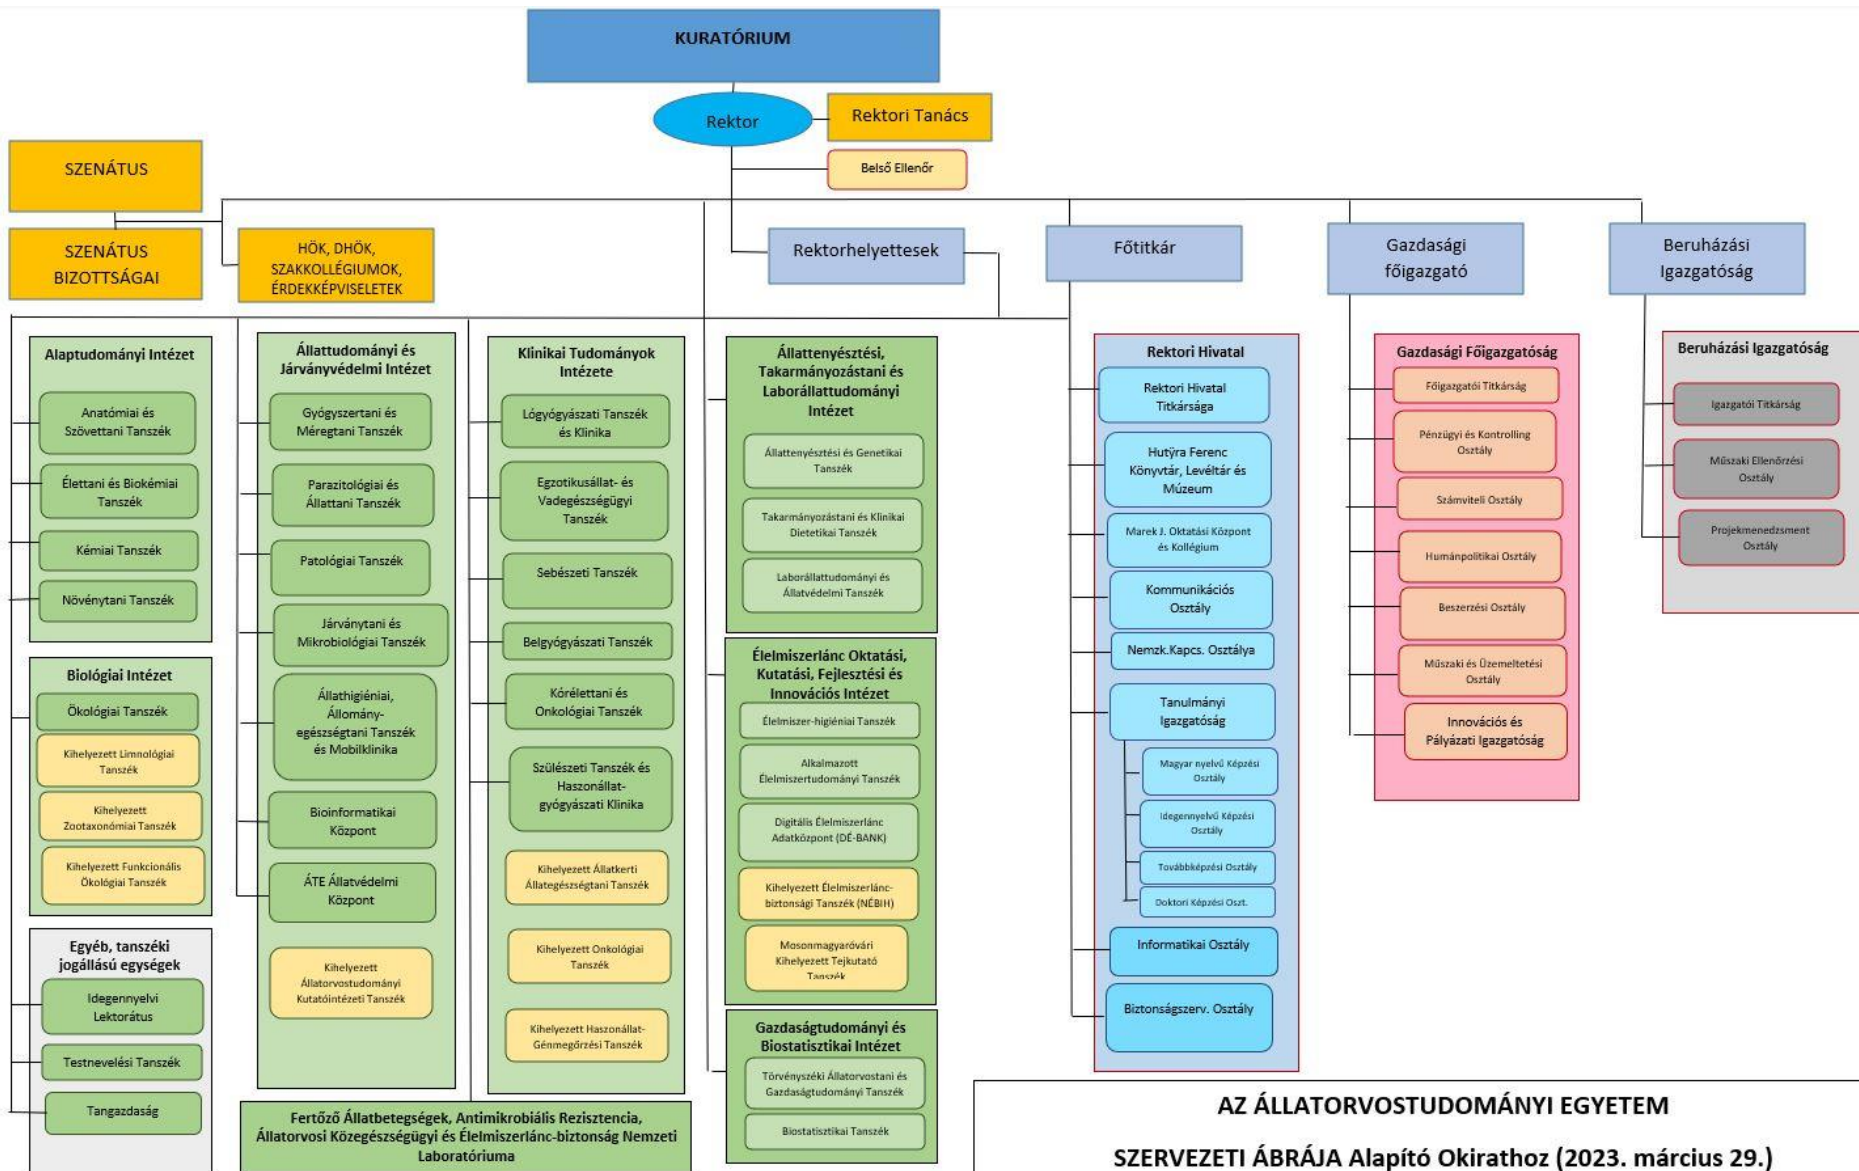 KURATÓRIUM
Rektor
Rektori Tanács
Belső Ellenőr
SZENÁTUS
SZENÁTUS
BIZOTTSÁGAI
HÖK, DHÖK,
SZAKKOLLÉGIUMOK,
ÉRDEKKÉPVISELETEK
Rektorhelyettesek
Főtitkár
Gazdasági
főigazgató
Beruházási
Igazgatóság
Alaptudományi Intézet
Anatómiai és
Szövettani Tanszék
Élettani és Biokémiai
Tanszék
Kémiai Tanszék
Növénytani Tanszék
Biológiai Intézet
Ökológiai Tanszék
Kihelyezett Limnológiai
Tanszék
Kihelyezett
Zootaxonómiai Tanszék
Kihelyezett Funkcionális
Ökológiai Tanszék
Egyéb, tanszéki
jogállású egységek
Idegennyelvi
Lektorátus
Testnevelési Tanszék
Tangazdaság
Állattudományi és
Járványvédelmi Intézet
Gyógyszertani és
Méregtani Tanszék
Parazitológiai és
Állattani Tanszék
Patológiai Tanszék
Járványtani és
Mikrobiológiai Tanszék
Állathigiéniai,
Állomány-
egészségtani Tanszék
és Mobilklinika
Bioinformatikai
Központ
ÁTE Állatvédelmi
Központ
Kihelyezett
Állatorvostudományi
Kutatóintézeti Tanszék
Klinikai Tudományok
Intézete
Lógyógyászati Tanszék
és Klinika
Egzotikusállat- és
Vadegészségügyi
Tanszék
Sebészeti Tanszék
Belgyógyászati Tanszék
Kórélettani és
Onkológiai Tanszék
Szülészeti Tanszék és
Haszonállat-
gyógyászati Klinika
Kihelyezett Állatkerti
Állategészségtani Tanszék
Kihelyezett Onkológiai
Tanszék
Kihelyezett Haszonállat-
Génmegőrzési Tanszék
Fertőző Állatbetegségek, Antimikrobiális Rezisztencia,
Állatorvosi Közegészségügyi és Élelmiszerlánc-biztonság Nemzeti
Laboratóriuma
Állattenyésztési,
Takarmányozástani és
Laborállattudományi
Intézet
Állattenyésztési és Genetikai
Tanszék
Takarmányozástani és Klinikai
Dietetikai Tanszék
Laborállattudományi és
Állatvédelmi Tanszék
Élelmiszerlánc Oktatási,
Kutatási, Fejlesztési és
Innovációs Intézet
Élelmiszer-higiéniai Tanszék
Alkalmazott
Élelmiszertudományi Tanszék
Digitális Élelmiszerlánc
Adatközpont (DÉ-BANK)
Kihelyezett Élelmiszerlánc-
biztonsági Tanszék (NÉBIH)
Mosonmagyaróvári
Kihelyezett Tejkutató
Tanszék
Gazdaságtudományi és
Biostatisztikai Intézet
Törvényszéki Állatorvostani és
Gazdaságtudományi Tanszék
Biostatisztikai Tanszék
Rektori Hivatal
Rektori Hivatal
Titkársága
Hutÿra Ferenc
Könyvtár, Levéltár és
Múzeum
Marek J. Oktatási Központ
és Kollégium
Kommunikációs
Osztály
Nemzk.Kapcs. Osztálya
Tanulmányi
Igazgatóság
Magyar nyelvű Képzési
Osztály
Idegennyelvű Képzési
Osztály
Továbbképzési Osztály
Doktori Képzési Oszt.
Informatikai Osztály
Biztonságszerv. Osztály
Gazdasági Főigazgatóság
Főigazgatói Titkárság
Pénzügyi és Kontrolling
Osztály
Számviteli Osztály
Humánpolitikai Osztály
Beszerzési Osztály
Műszaki és Üzemeltetési
Osztály
Innovációs és
Pályázati Igazgatóság
Beruházási Igazgatóság
Igazgatói Titkárság
Műszaki Ellenőrzési
Osztály
Projekmenedzsment
Osztály
AZ ÁLLATORVOSTUDOMÁNYI EGYETEM
SZERVEZETI ÁBRÁJA Alapító Okirathoz (2023. március 29.)